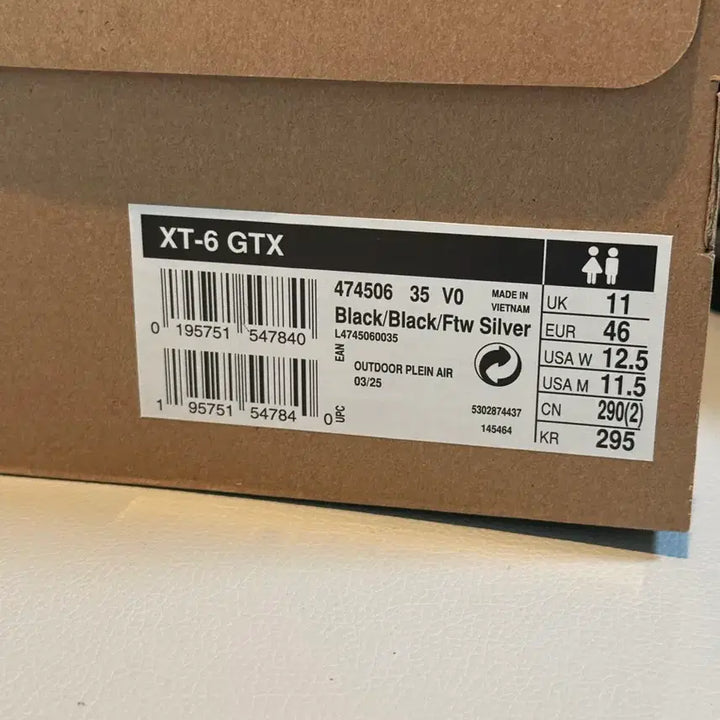 XT-6 GTX
0 195751 547840
EAN
1 95751 54784 0
UPC
474506 35 V0
MADE IN
VIETNAM
Black/Black/Ftw Silver
L4745060035
OUTDOOR PLEIN AIR
03/25
5302874437
145464
UK 11
EUR 46
USA W 12.5
USA M 11.5
CN 290(2)
KR 295